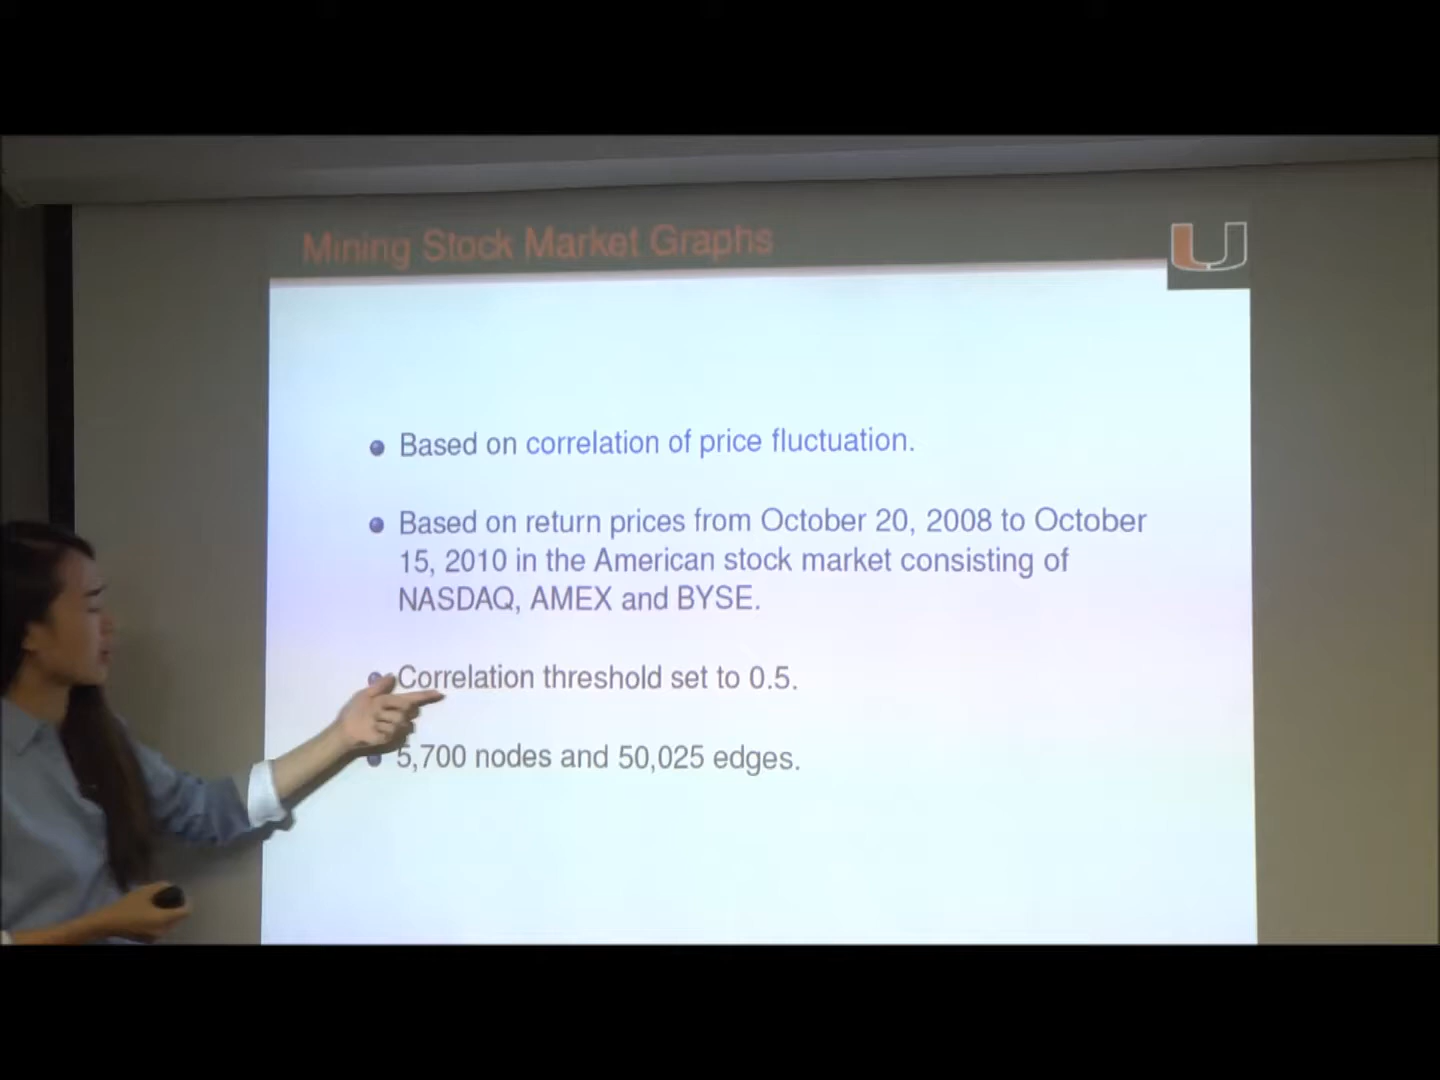 Mining Stock Market Graphs
U
Based on correlation of price fluctuation.
Based on return prices from October 20, 2008 to October
15, 2010 in the American stock market consisting of
NASDAQ, AMEX and BYSE.
Correlation threshold set to 0.5.
5,700 nodes and 50,025 edges.